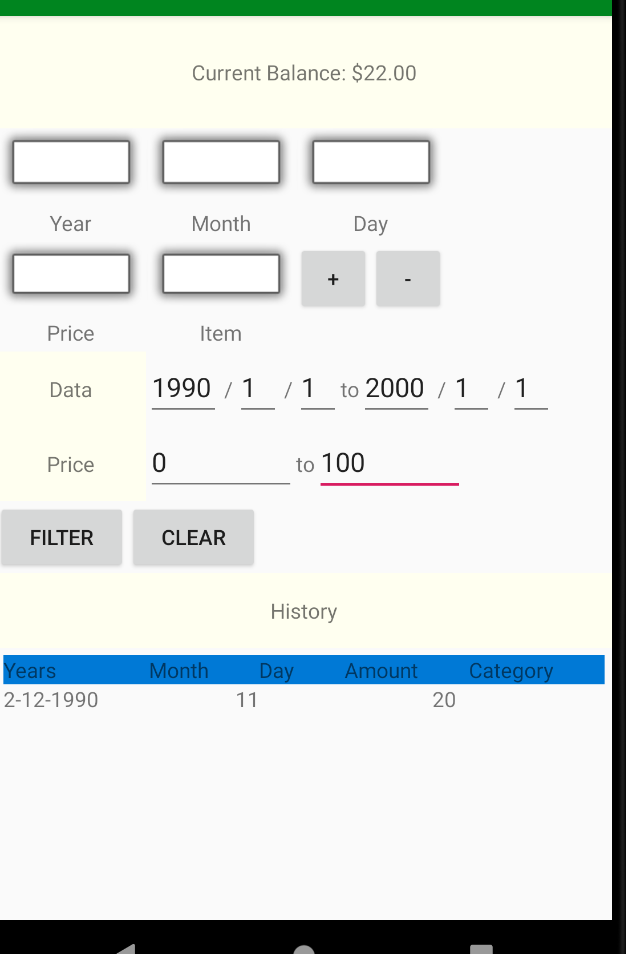 Current Balance: $22.00
Year Month Day
+ -
Price Item
Data 1990 / 1 / 1 to 2000 / 1 / 1
Price 0 to 100
FILTER CLEAR
History
Years Month Day Amount Category
2-12-1990 11 20